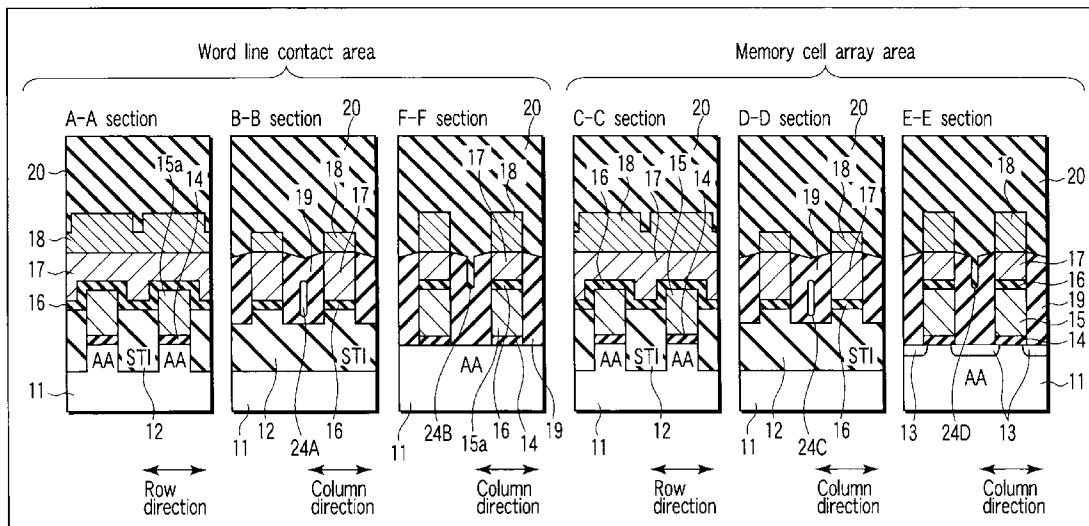 Word line contact area
Memory cell array area
A-A section
B-B section
F-F section
C-C section
D-D section
E-E section
20
15a
14
20
18
19
17
20
17
18
20
16
18
17
15
14
20
18
19
17
20
18
18
17
16
17
16
19
15
14
AA
STI
AA
STI
AA
AA
STI
AA
STI
AA
11
12
11
12
24A
16
11
24B
15a
16
14
19
11
12
11
12
24C
16
13
24D
13
11
Row
direction
Column
direction
Column
direction
Row
direction
Column
direction
Column
direction